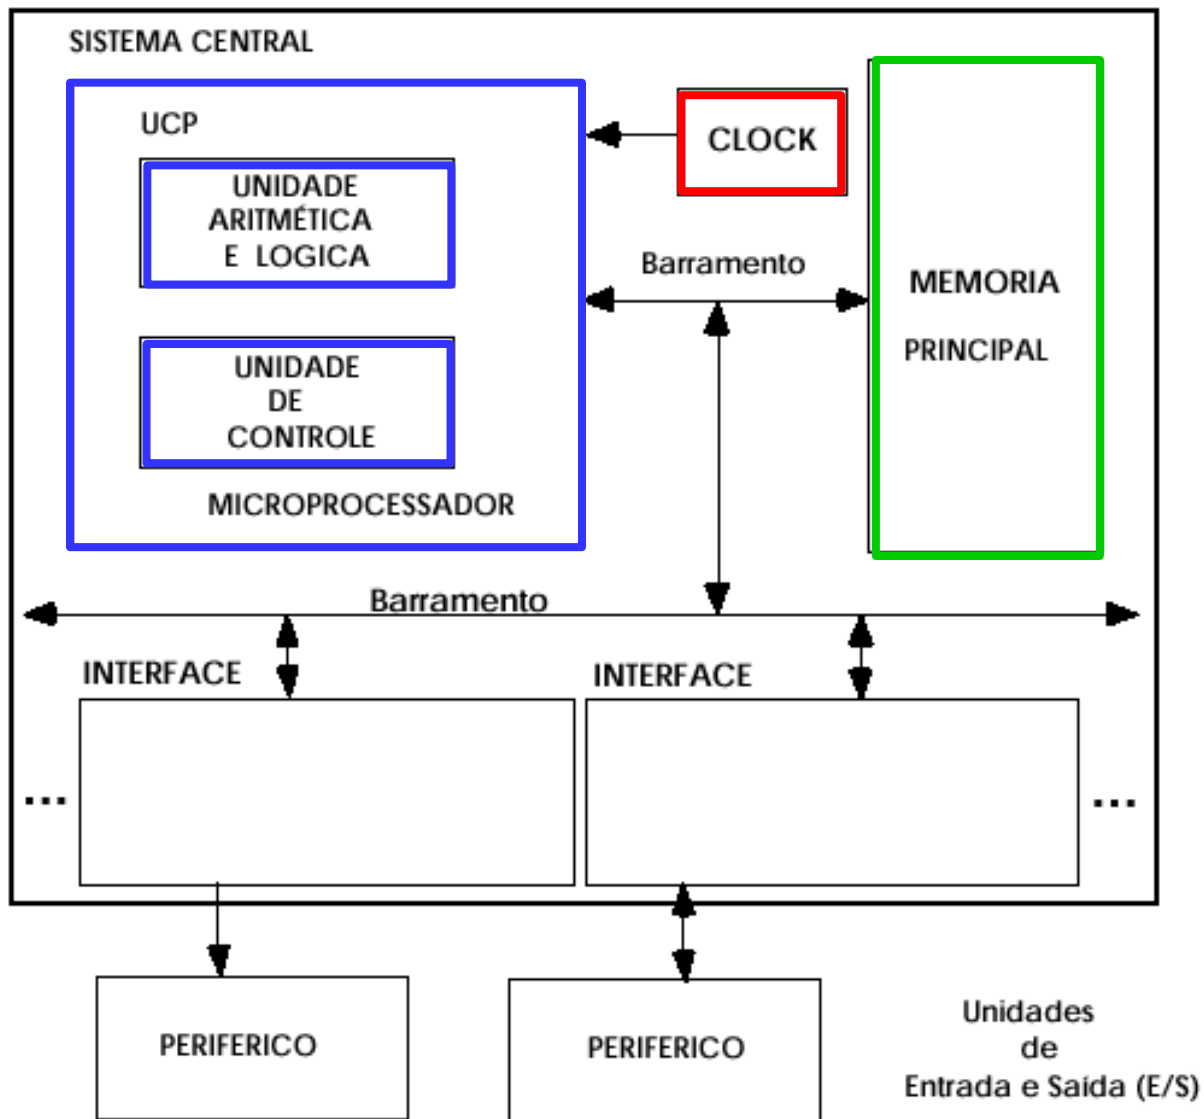 SISTEMA CENTRAL
UCP
UNIDADE
ARITMÉTICA
E LOGICA
UNIDADE
DE
CONTROLE
MICROPROCESSADOR
CLOCK
Barramento
MEMORIA
PRINCIPAL
Barramento
INTERFACE
INTERFACE
...
...
PERIFERICO
PERIFERICO
Unidades
de
Entrada e Saída (E/S)